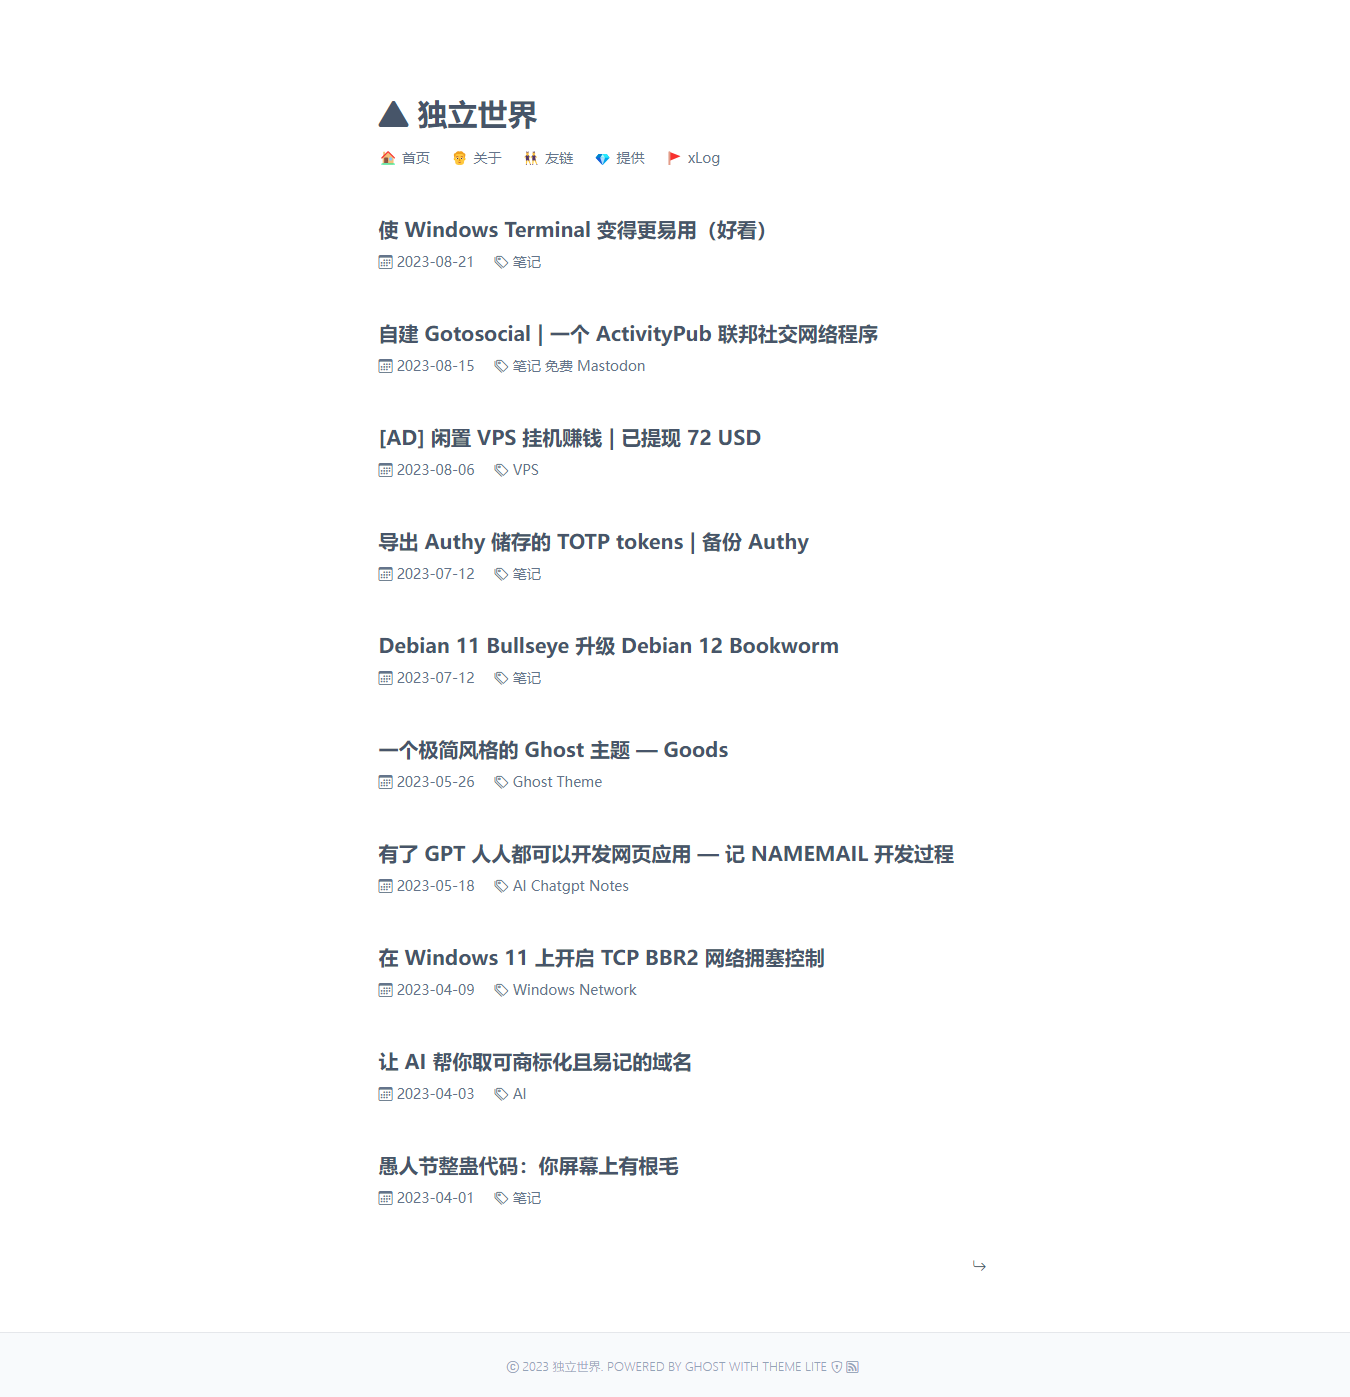 独立世界
首页 关于 友链 提供 xLog
使 Windows Terminal 变得更易用（好看）
2023-08-21 笔记
自建 Gotosocial | 一个 ActivityPub 联邦社交网络程序
2023-08-15 笔记 免费 Mastodon
[AD] 闲置 VPS 挂机赚钱 | 已提现 72 USD
2023-08-06 VPS
导出 Authy 储存的 TOTP tokens | 备份 Authy
2023-07-12 笔记
Debian 11 Bullseye 升级 Debian 12 Bookworm
2023-07-12 笔记
一个极简风格的 Ghost 主题 — Goods
2023-05-26 Ghost Theme
有了 GPT 人人都可以开发网页应用 — 记 NAMEMAIL 开发过程
2023-05-18 AI Chatgpt Notes
在 Windows 11 上开启 TCP BBR2 网络拥塞控制
2023-04-09 Windows Network
让 AI 帮你取可商标化且易记的域名
2023-04-03 AI
愚人节整蛊代码：你屏幕上有根毛
2023-04-01 笔记
© 2023 独立世界. POWERED BY GHOST WITH THEME LITE